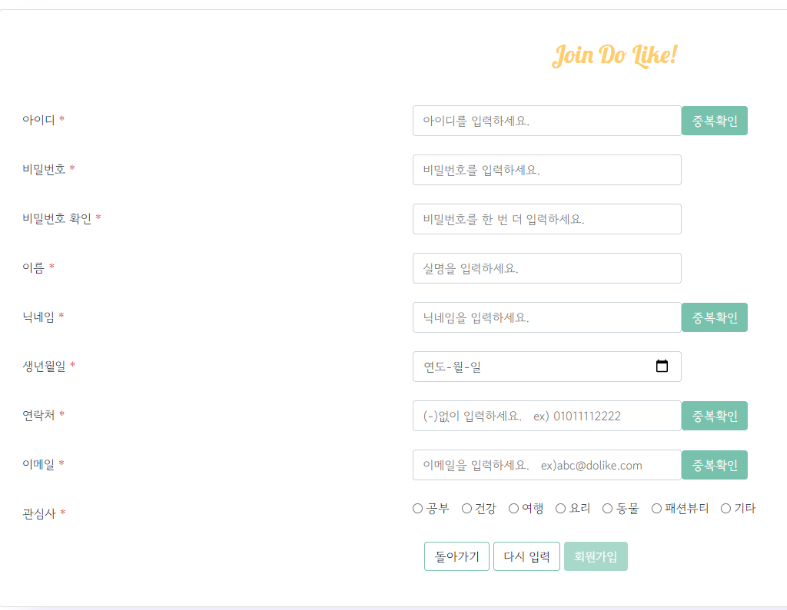 Join Do Like!
아이디 * 아이디를 입력하세요. 중복확인
비밀번호 * 비밀번호를 입력하세요.
비밀번호 확인 * 비밀번호를 한 번 더 입력하세요.
이름 * 실명을 입력하세요.
닉네임 * 닉네임을 입력하세요. 중복확인
생년월일 * 연도-월-일
연락처 * (-)없이 입력하세요. ex) 01011112222 중복확인
이메일 * 이메일을 입력하세요. ex)abc@dolike.com 중복확인
관심사 * 공부 건강 여행 요리 동물 패션뷰티 기타
돌아가기 다시 입력 회원가입